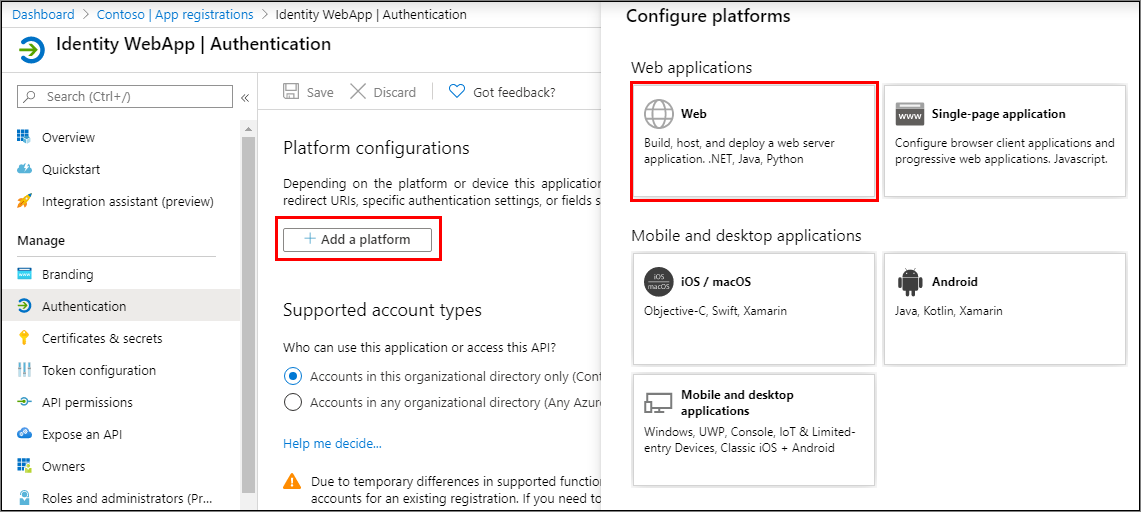 Dashboard > Contoso | App registrations > Identity WebApp | Authentication
Identity WebApp | Authentication
Search (Ctrl+/)
«
Overview
Quickstart
Integration assistant (preview)
Manage
Branding
Authentication
Certificates & secrets
Token configuration
API permissions
Expose an API
Owners
Roles and administrators (Pr...
Save
Discard
Got feedback?
Platform configurations
Depending on the platform or device this application
redirect URIs, specific authentication settings, or fields s
+ Add a platform
Supported account types
Who can use this application or access this API?
Accounts in this organizational directory only (Con
Accounts in any organizational directory (Any Azur
Help me decide...
Due to temporary differences in supported function
accounts for an existing registration. If you need to
Configure platforms
Web applications
Web
Build, host, and deploy a web server
application. .NET, Java, Python
www
Single-page application
Configure browser client applications and
progressive web applications. Javascript.
Mobile and desktop applications
iOS
macOS
iOS / macOS
Objective-C, Swift, Xamarin
Android
Java, Kotlin, Xamarin
Mobile and desktop
applications
Windows, UWP, Console, IoT & Limited-
entry Devices, Classic iOS + Android